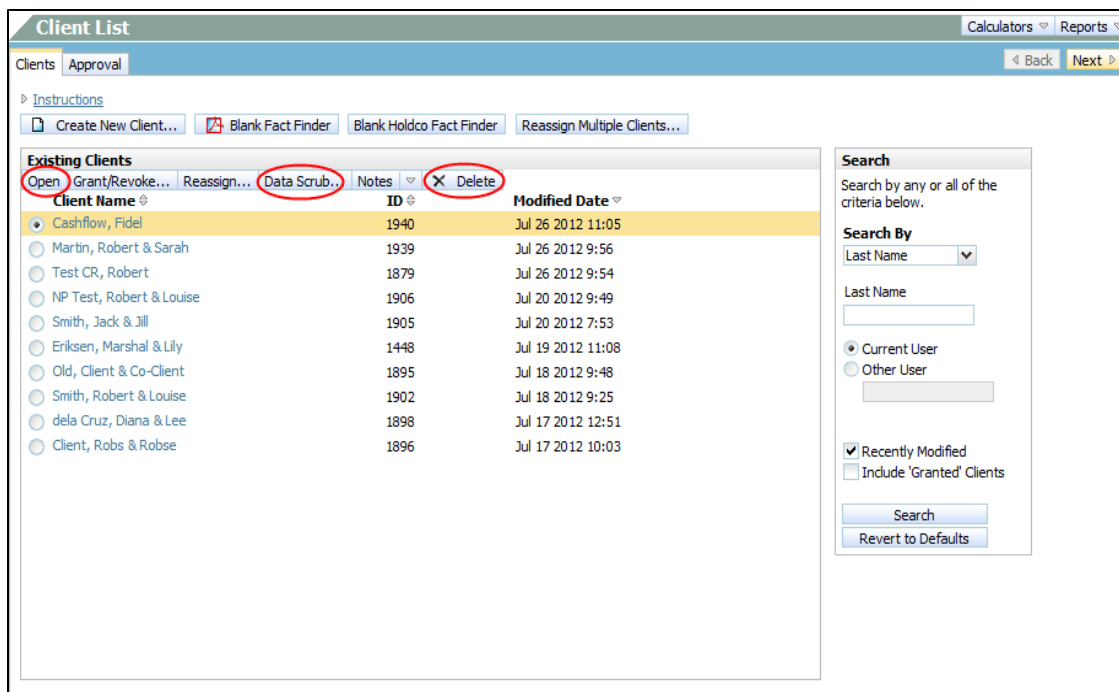 Client List
Calculators Reports
Clients Approval
Back Next
Instructions
Create New Client... Blank Fact Finder Blank Holdco Fact Finder Reassign Multiple Clients...
Existing Clients
Open Grant/Revoke... Reassign... Data Scrub.. Notes Delete
Client Name ID Modified Date
Cashflow, Fidel 1940 Jul 26 2012 11:05
Martin, Robert & Sarah 1939 Jul 26 2012 9:56
Test CR, Robert 1879 Jul 26 2012 9:54
NP Test, Robert & Louise 1906 Jul 20 2012 9:49
Smith, Jack & Jill 1905 Jul 20 2012 7:53
Eriksen, Marshal & Lily 1448 Jul 19 2012 11:08
Old, Client & Co-Client 1895 Jul 18 2012 9:48
Smith, Robert & Louise 1902 Jul 18 2012 9:25
dela Cruz, Diana & Lee 1898 Jul 17 2012 12:51
Client, Robs & Robse 1896 Jul 17 2012 10:03
Search
Search by any or all of the
criteria below.
Search By
Last Name
Last Name
Current User
Other User
Recently Modified
Include 'Granted' Clients
Search
Revert to Defaults